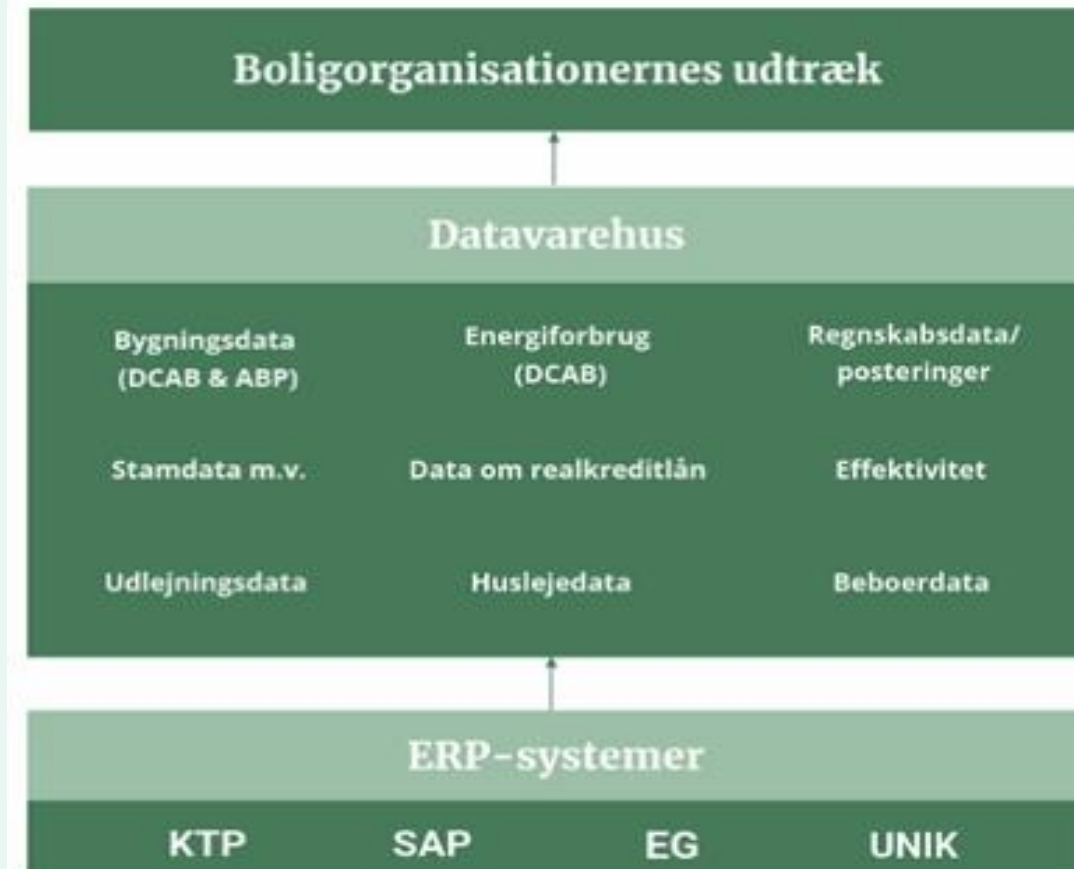 Boligorganisationernes udtræk
Datavarehus
Bygningsdata
(DCAB & ABP)
Energiforbrug
(DCAB)
Regnskabsdata/
posteringer
Stamdata m.v.
Data om realkreditlån
Effektivitet
Udlejningsdata
Huslejedata
Beboerdata
ERP-systemer
KTP
SAP
EG
UNIK